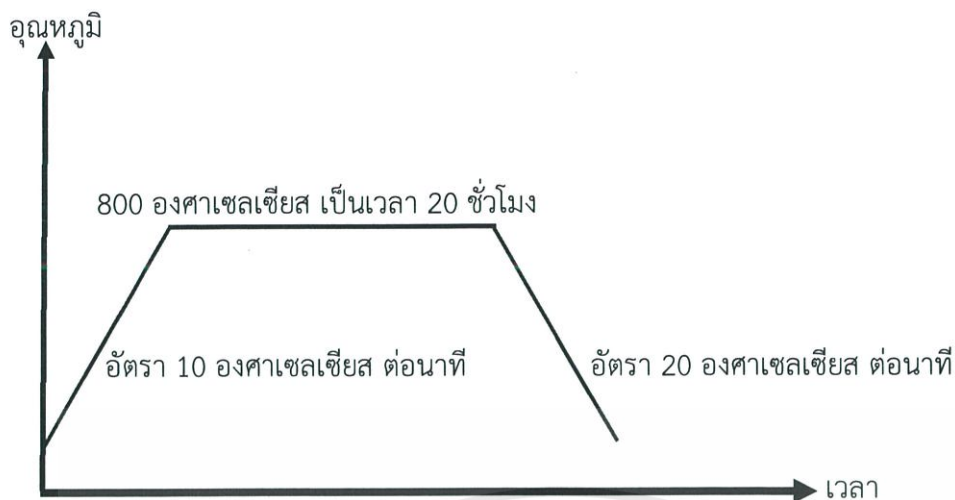 อุณหภูมิ
800 องศาเซลเซียส เป็นเวลา 20 ชั่วโมง
อัตรา 10 องศาเซลเซียส ต่อนาที
อัตรา 20 องศาเซลเซียส ต่อนาที
เวลา